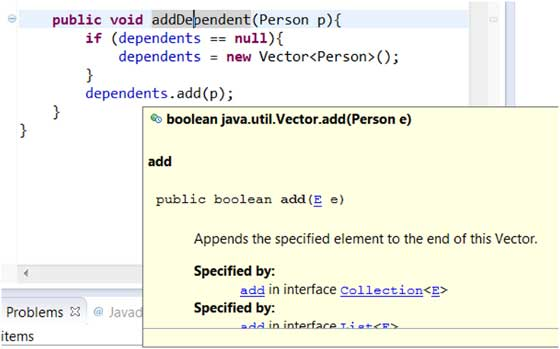 public void addDependent(Person p){
if (dependents == null){
dependents = new Vector<Person>();
}
dependents.add(p);
}
}
boolean java.util.Vector.add(Person e)
add
public boolean add(E e)
Appends the specified element to the end of this Vector.
Specified by:
add in interface Collection<E>
Specified by:
add in interface List<E>
Problems @ Javad
items